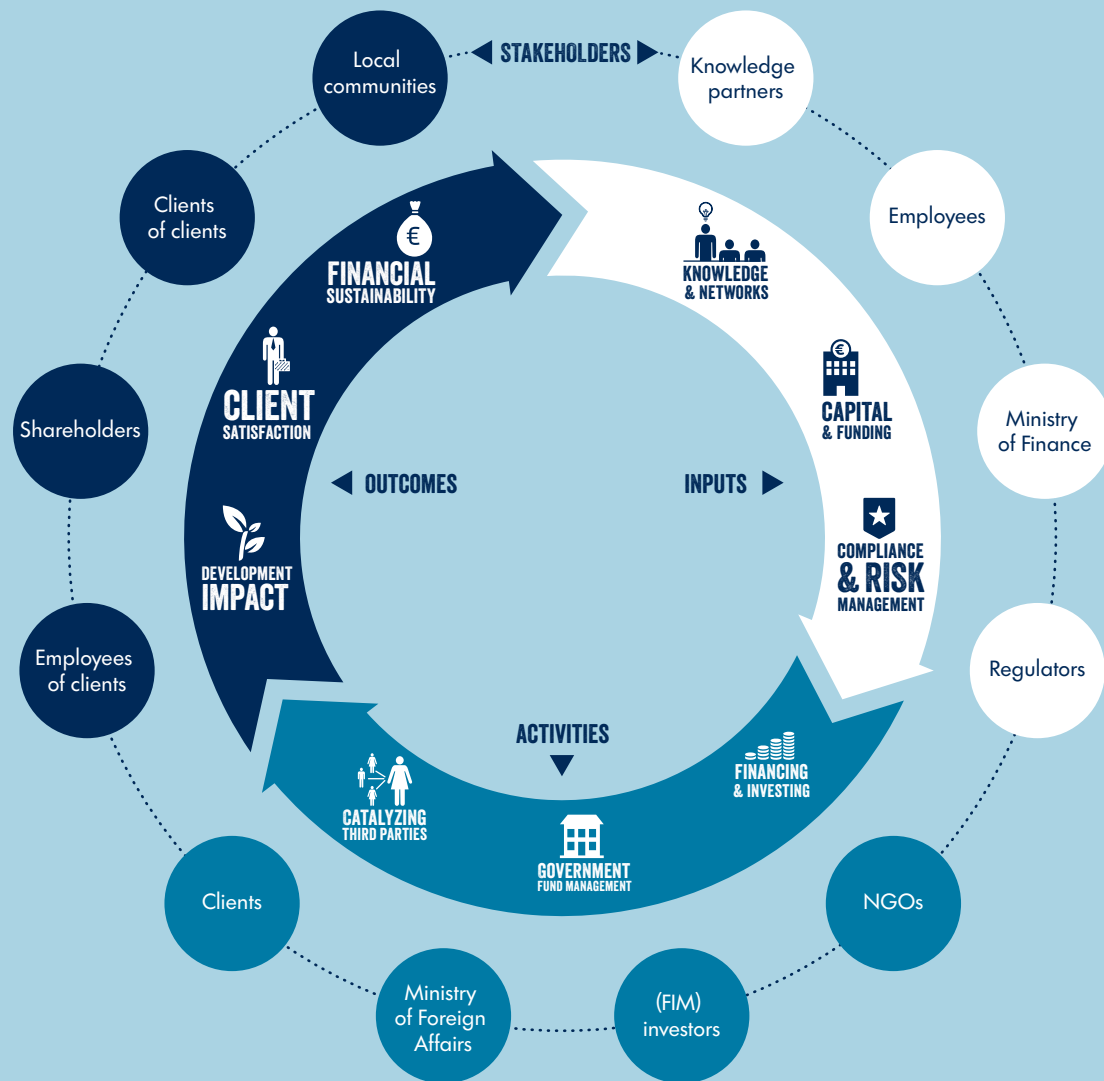 STAKEHOLDERS
Local
communities
Knowledge
partners
Clients
of clients
Employees
Shareholders
Ministry
of Finance
Employees
of clients
Regulators
Clients
NGOs
Ministry
of Foreign
Affairs
(FIM)
investors
€
FINANCIAL
SUSTAINABILITY
KNOWLEDGE
& NETWORKS
CLIENT
SATISFACTION
€
CAPITAL
& FUNDING
OUTCOMES
INPUTS
DEVELOPMENT
IMPACT
COMPLIANCE
& RISK
MANAGEMENT
ACTIVITIES
CATALYZING
THIRD PARTIES
GOVERNMENT
FUND MANAGEMENT
FINANCING
& INVESTING